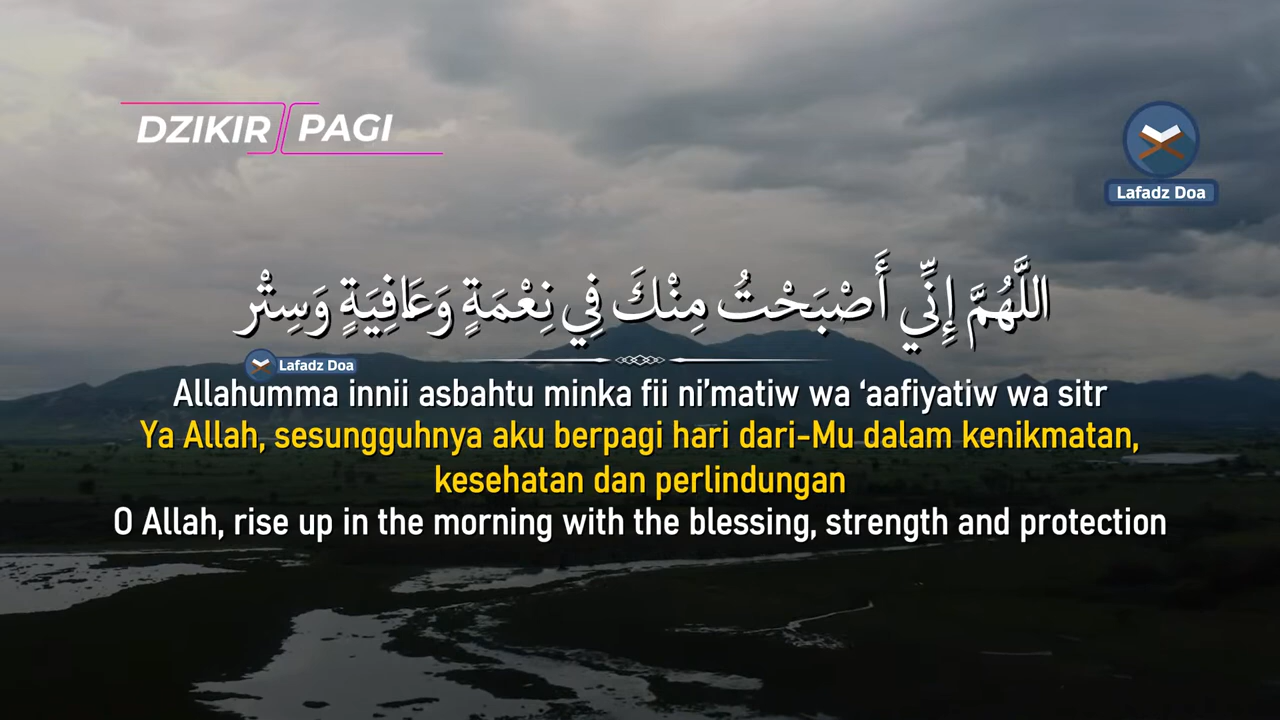 DZIKIR PAGI
Lafadz Doa
اللَّهُمَّ إِنِّي أَصْبَحْتُ مِنْكَ فِي نِعْمَةٍ وَعَافِيَةٍ وَسِتْر
Lafadz Doa
Allahumma innii asbahtu minka fii ni’matiw wa ‘aafiyatiw wa sitr
Ya Allah, sesungguhnya aku berpagi hari dari-Mu dalam kenikmatan,
kesehatan dan perlindungan
O Allah, rise up in the morning with the blessing, strength and protection